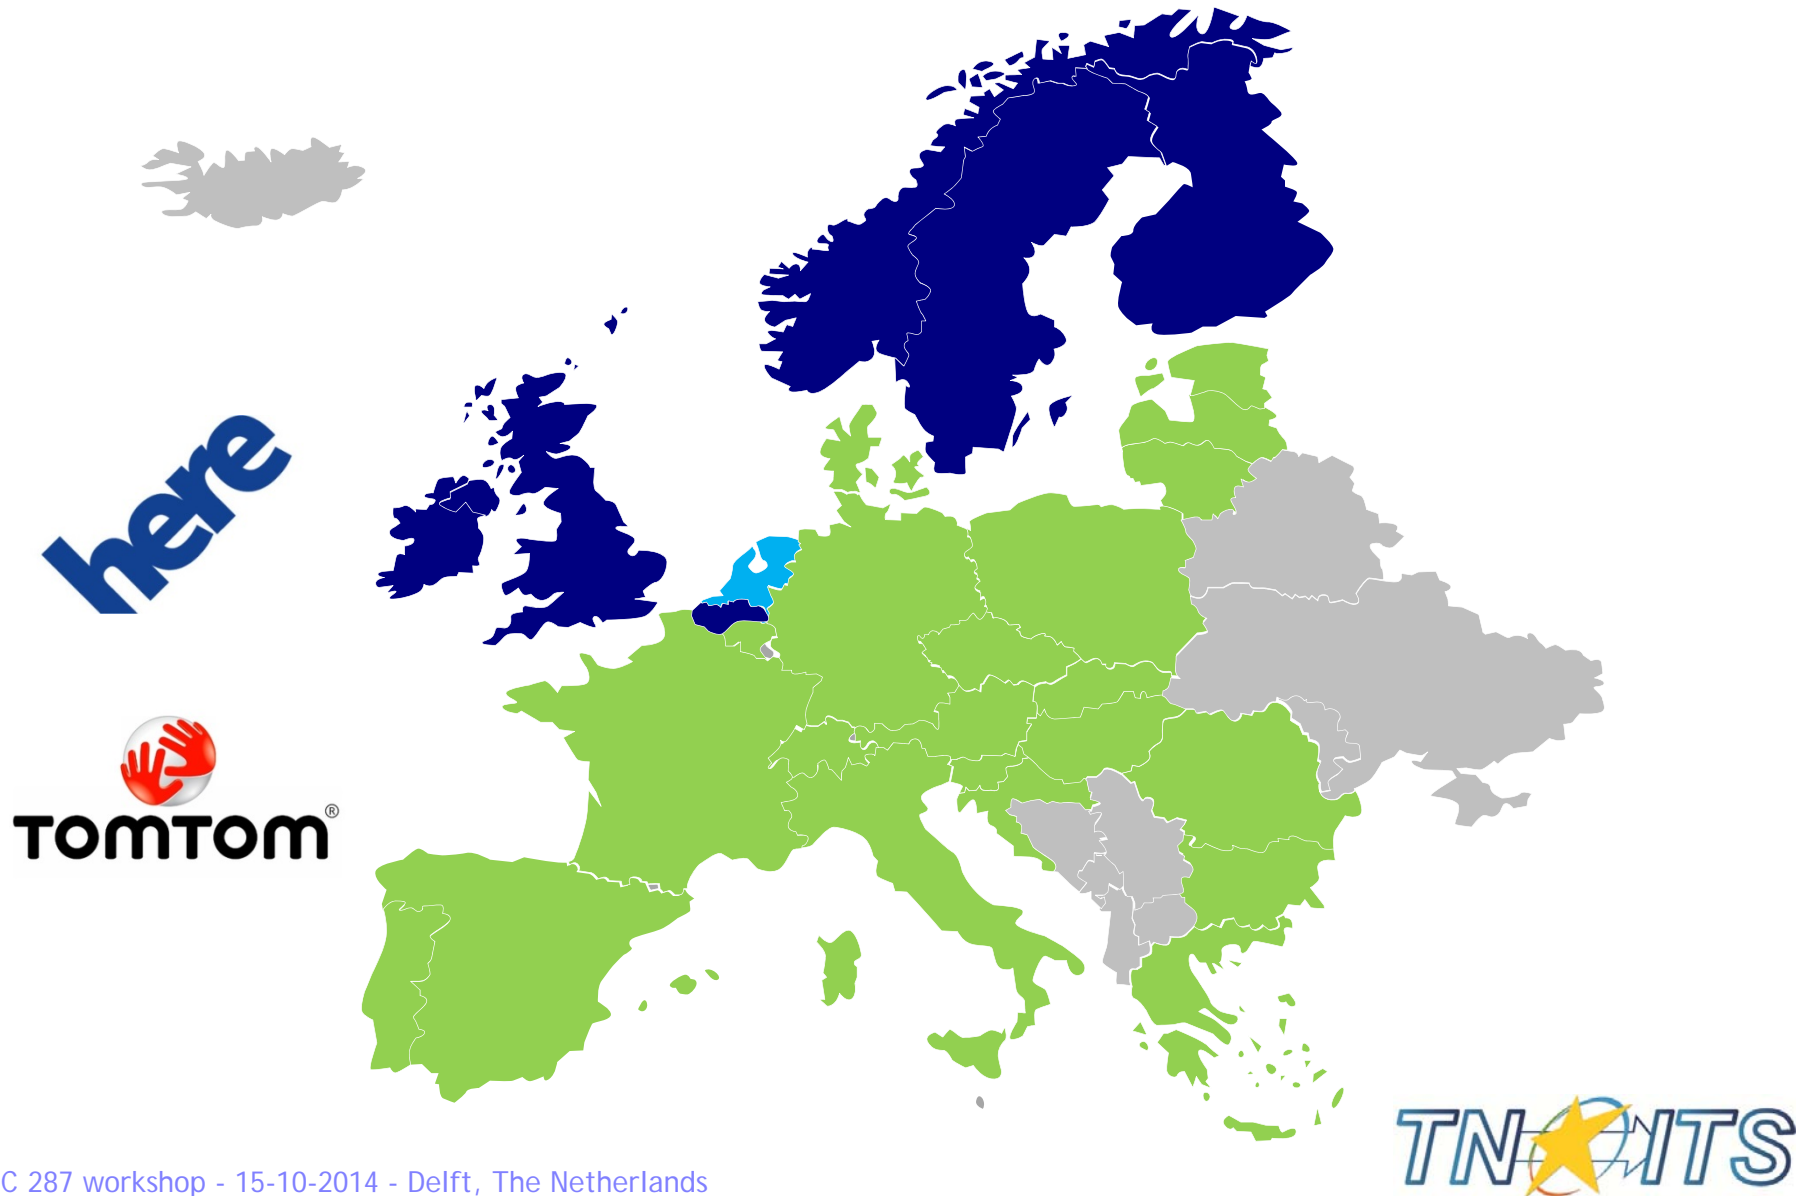 here
TOMTOM®
TN ITS
C 287 workshop - 15-10-2014 - Delft, The Netherlands